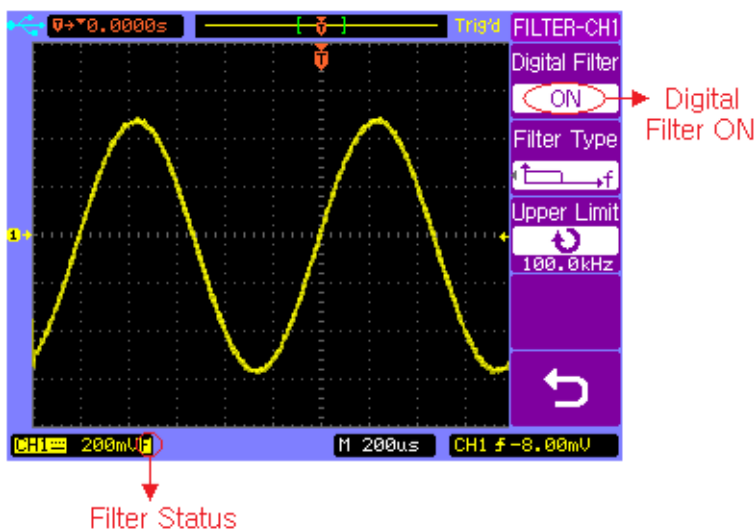 0.0000s Trig'd FILTER-CH1
T
Digital Filter
ON
Digital
Filter ON
Filter Type
f
Upper Limit
100.0kHz
1
CH1 200mV F M 200us CH1 -8.00mV
Filter Status